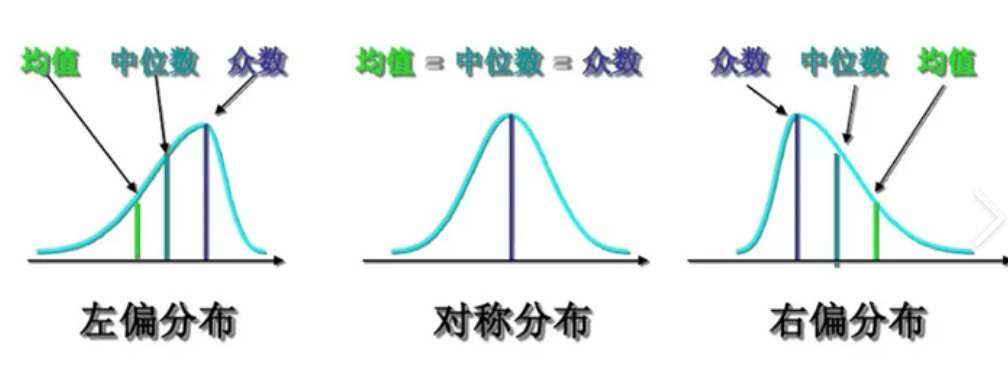 均值 中位数 众数
均值 = 中位数 = 众数
众数 中位数 均值
左偏分布
对称分布
右偏分布